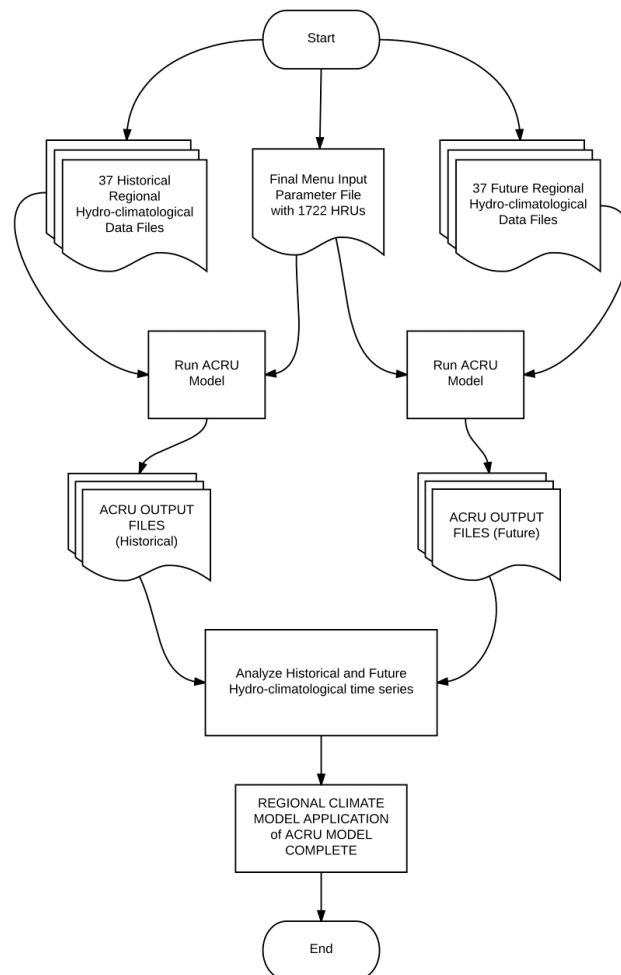 Start
37 Historical
Regional
Hydro-climatological
Data Files
Final Menu Input
Parameter File
with 1722 HRUs
37 Future Regional
Hydro-climatological
Data Files
Run ACRU
Model
Run ACRU
Model
ACRU OUTPUT
FILES
(Historical)
ACRU OUTPUT
FILES (Future)
Analyze Historical and Future
Hydro-climatological time series
REGIONAL CLIMATE
MODEL APPLICATION
of ACRU MODEL
COMPLETE
End